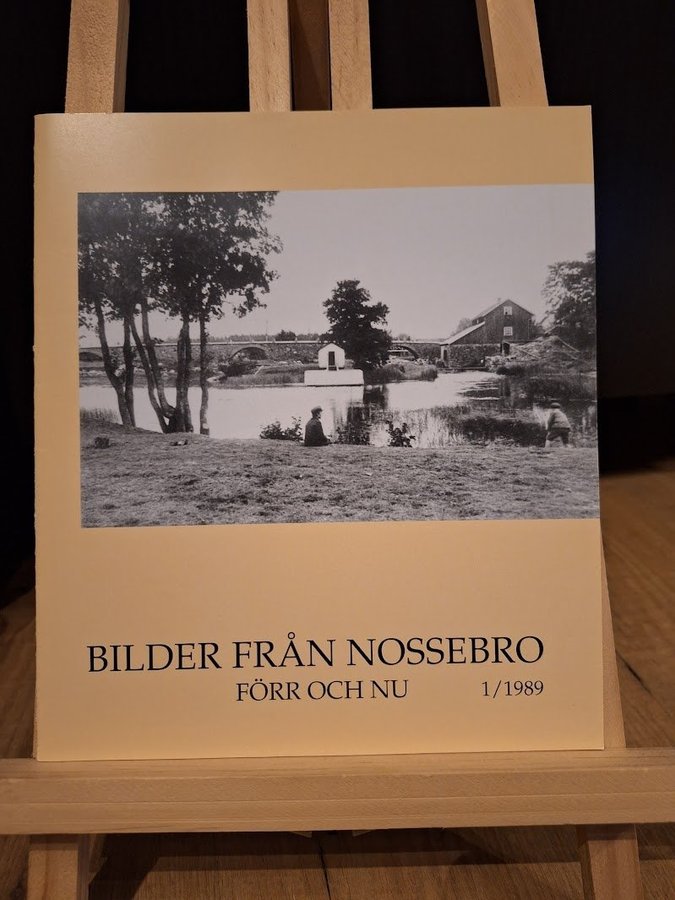 BILDER FRÅN NOSSEBRO
FÖRR OCH NU 1/1989